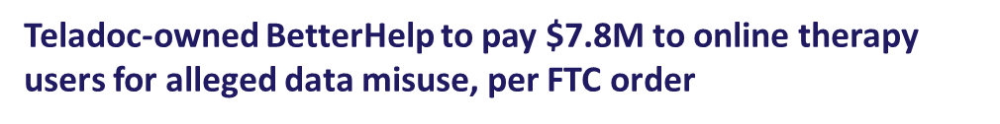 Teladoc-owned BetterHelp to pay $7.8M to online therapy
users for alleged data misuse, per FTC order